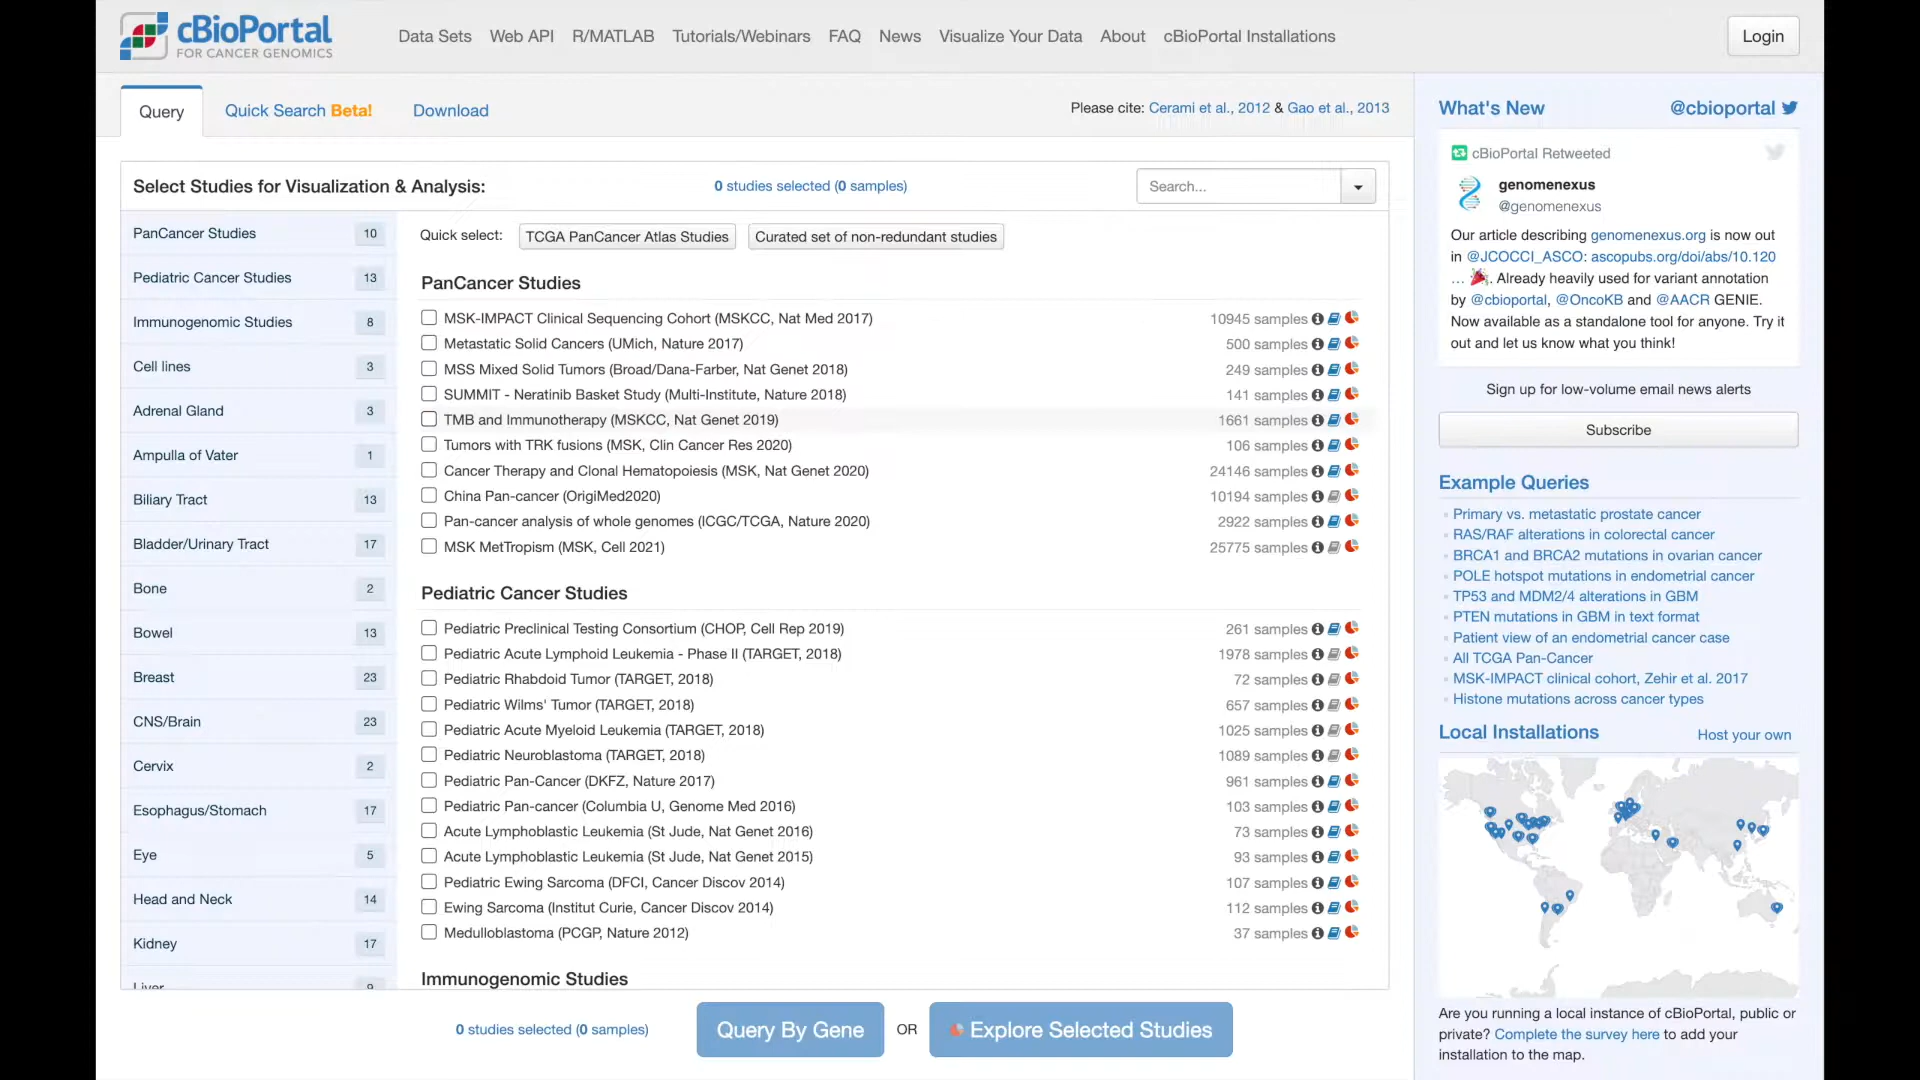 cBioPortal
FOR CANCER GENOMICS
Data Sets Web API R/MATLAB Tutorials/Webinars FAQ News Visualize Your Data About cBioPortal Installations
Login
Query Quick Search Beta! Download
Please cite: Cerami et al., 2012 & Gao et al., 2013
Select Studies for Visualization & Analysis:
0 studies selected (0 samples)
Search...
PanCancer Studies 10
Pediatric Cancer Studies 13
Immunogenomic Studies 8
Cell lines 3
Adrenal Gland 3
Ampulla of Vater 1
Biliary Tract 13
Bladder/Urinary Tract 17
Bone 2
Bowel 13
Breast 23
CNS/Brain 23
Cervix 2
Esophagus/Stomach 17
Eye 5
Head and Neck 14
Kidney 17
Liver 9
Quick select: TCGA PanCancer Atlas Studies Curated set of non-redundant studies
PanCancer Studies
MSK-IMPACT Clinical Sequencing Cohort (MSKCC, Nat Med 2017) 10945 samples
Metastatic Solid Cancers (UMich, Nature 2017) 500 samples
MSS Mixed Solid Tumors (Broad/Dana-Farber, Nat Genet 2018) 249 samples
SUMMIT - Neratinib Basket Study (Multi-Institute, Nature 2018) 141 samples
TMB and Immunotherapy (MSKCC, Nat Genet 2019) 1661 samples
Tumors with TRK fusions (MSK, Clin Cancer Res 2020) 106 samples
Cancer Therapy and Clonal Hematopoiesis (MSK, Nat Genet 2020) 24146 samples
China Pan-cancer (OrigiMed2020) 10194 samples
Pan-cancer analysis of whole genomes (ICGC/TCGA, Nature 2020) 2922 samples
MSK MetTropism (MSK, Cell 2021) 25775 samples
Pediatric Cancer Studies
Pediatric Preclinical Testing Consortium (CHOP, Cell Rep 2019) 261 samples
Pediatric Acute Lymphoid Leukemia - Phase II (TARGET, 2018) 1978 samples
Pediatric Rhabdoid Tumor (TARGET, 2018) 72 samples
Pediatric Wilms' Tumor (TARGET, 2018) 657 samples
Pediatric Acute Myeloid Leukemia (TARGET, 2018) 1025 samples
Pediatric Neuroblastoma (TARGET, 2018) 1089 samples
Pediatric Pan-Cancer (DKFZ, Nature 2017) 961 samples
Pediatric Pan-cancer (Columbia U, Genome Med 2016) 103 samples
Acute Lymphoblastic Leukemia (St Jude, Nat Genet 2016) 73 samples
Acute Lymphoblastic Leukemia (St Jude, Nat Genet 2015) 93 samples
Pediatric Ewing Sarcoma (DFCI, Cancer Discov 2014) 107 samples
Ewing Sarcoma (Institut Curie, Cancer Discov 2014) 112 samples
Medulloblastoma (PCGP, Nature 2012) 37 samples
Immunogenomic Studies
0 studies selected (0 samples)
Query By Gene OR Explore Selected Studies
What's New @cbioportal
cBioPortal Retweeted
genomenexus
@genomenexus
Our article describing genomenexus.org is now out
in @JCOCCI_ASCO: ascopubs.org/doi/abs/10.120
... . Already heavily used for variant annotation
by @cbioportal, @OncoKB and @AACR GENIE.
Now available as a standalone tool for anyone. Try it
out and let us know what you think!
Sign up for low-volume email news alerts
Subscribe
Example Queries
Primary vs. metastatic prostate cancer
RAS/RAF alterations in colorectal cancer
BRCA1 and BRCA2 mutations in ovarian cancer
POLE hotspot mutations in endometrial cancer
TP53 and MDM2/4 alterations in GBM
PTEN mutations in GBM in text format
Patient view of an endometrial cancer case
All TCGA Pan-Cancer
MSK-IMPACT clinical cohort, Zehir et al. 2017
Histone mutations across cancer types
Local Installations Host your own
Are you running a local instance of cBioPortal, public or
private? Complete the survey here to add your
installation to the map.